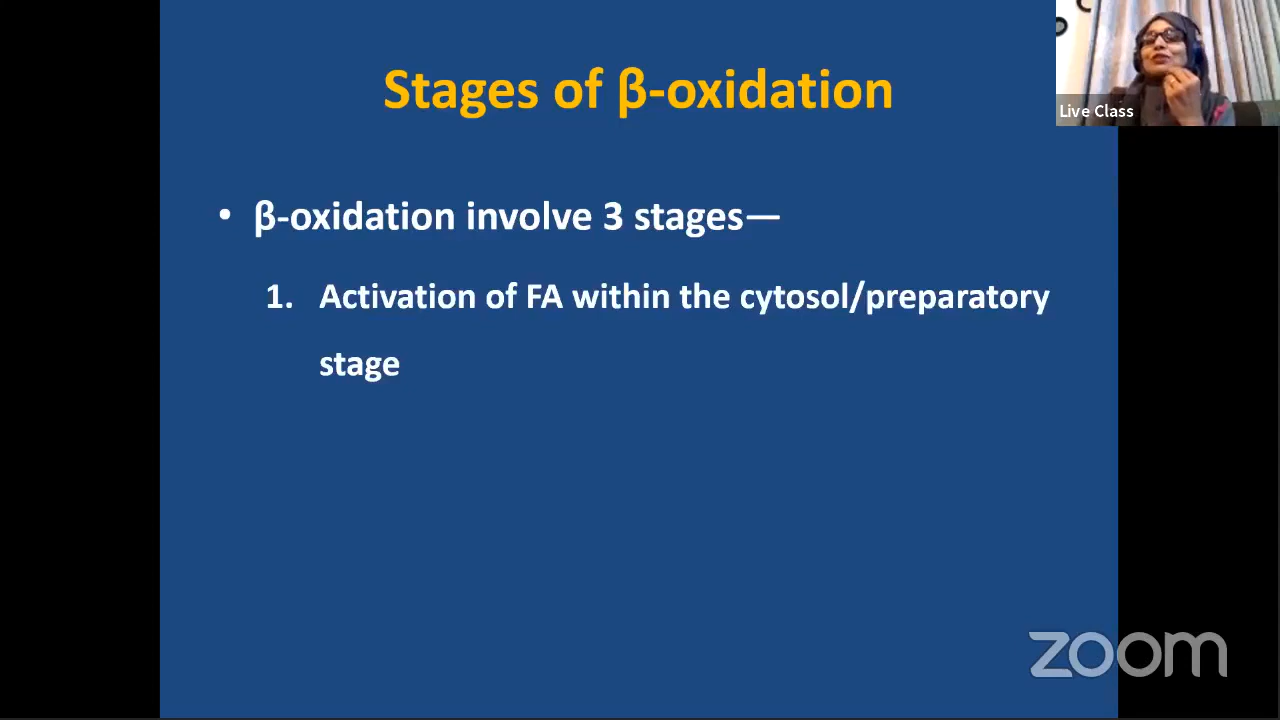 Stages of β-oxidation
Live Class
• β-oxidation involve 3 stages—
1. Activation of FA within the cytosol/preparatory
stage
zoom